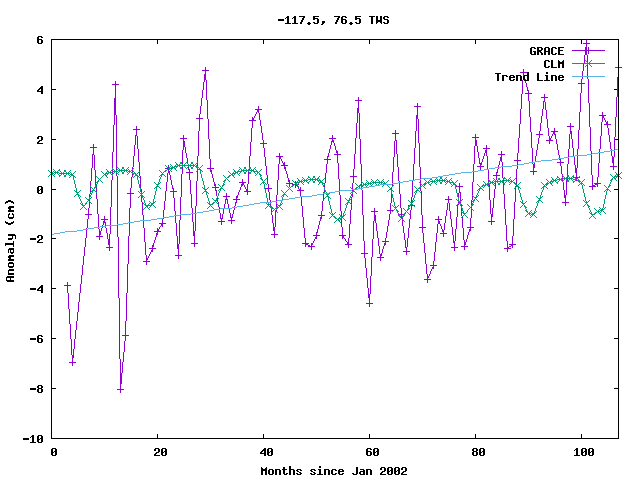 -117.5, 76.5 TWS
GRACE
CLM
Trend Line
6
4
2
0
-2
-4
-6
-8
-10
Anomaly (cm)
0 20 40 60 80 100
Months since Jan 2002